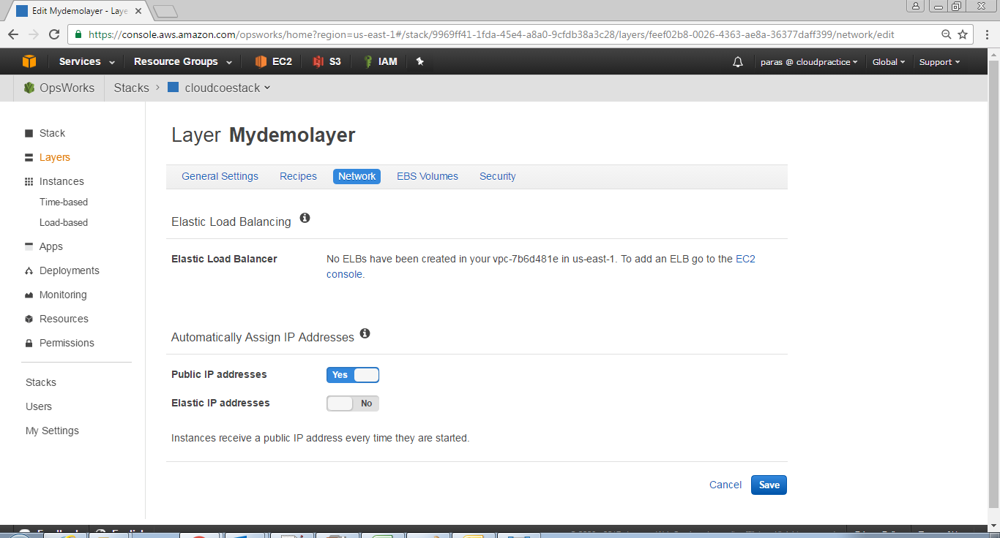 Edit Mydemolayer - Laye
https://console.aws.amazon.com/opsworks/home?region=us-east-1#/stack/9969ff41-1fda-45e4-a8a0-9cfdb38a3c28/layers/feef02b8-0026-4363-ae8a-36377daff399/network/edit
Services Resource Groups EC2 S3 IAM paras @ cloudpractice Global Support
OpsWorks Stacks > cloudcoestack
Stack
Layers
Instances
Time-based
Load-based
Apps
Deployments
Monitoring
Resources
Permissions
Stacks
Users
My Settings
Layer Mydemolayer
General Settings Recipes Network EBS Volumes Security
Elastic Load Balancing
Elastic Load Balancer No ELBs have been created in your vpc-7b6d481e in us-east-1. To add an ELB go to the EC2
console.
Automatically Assign IP Addresses
Public IP addresses Yes
Elastic IP addresses No
Instances receive a public IP address every time they are started.
Cancel Save